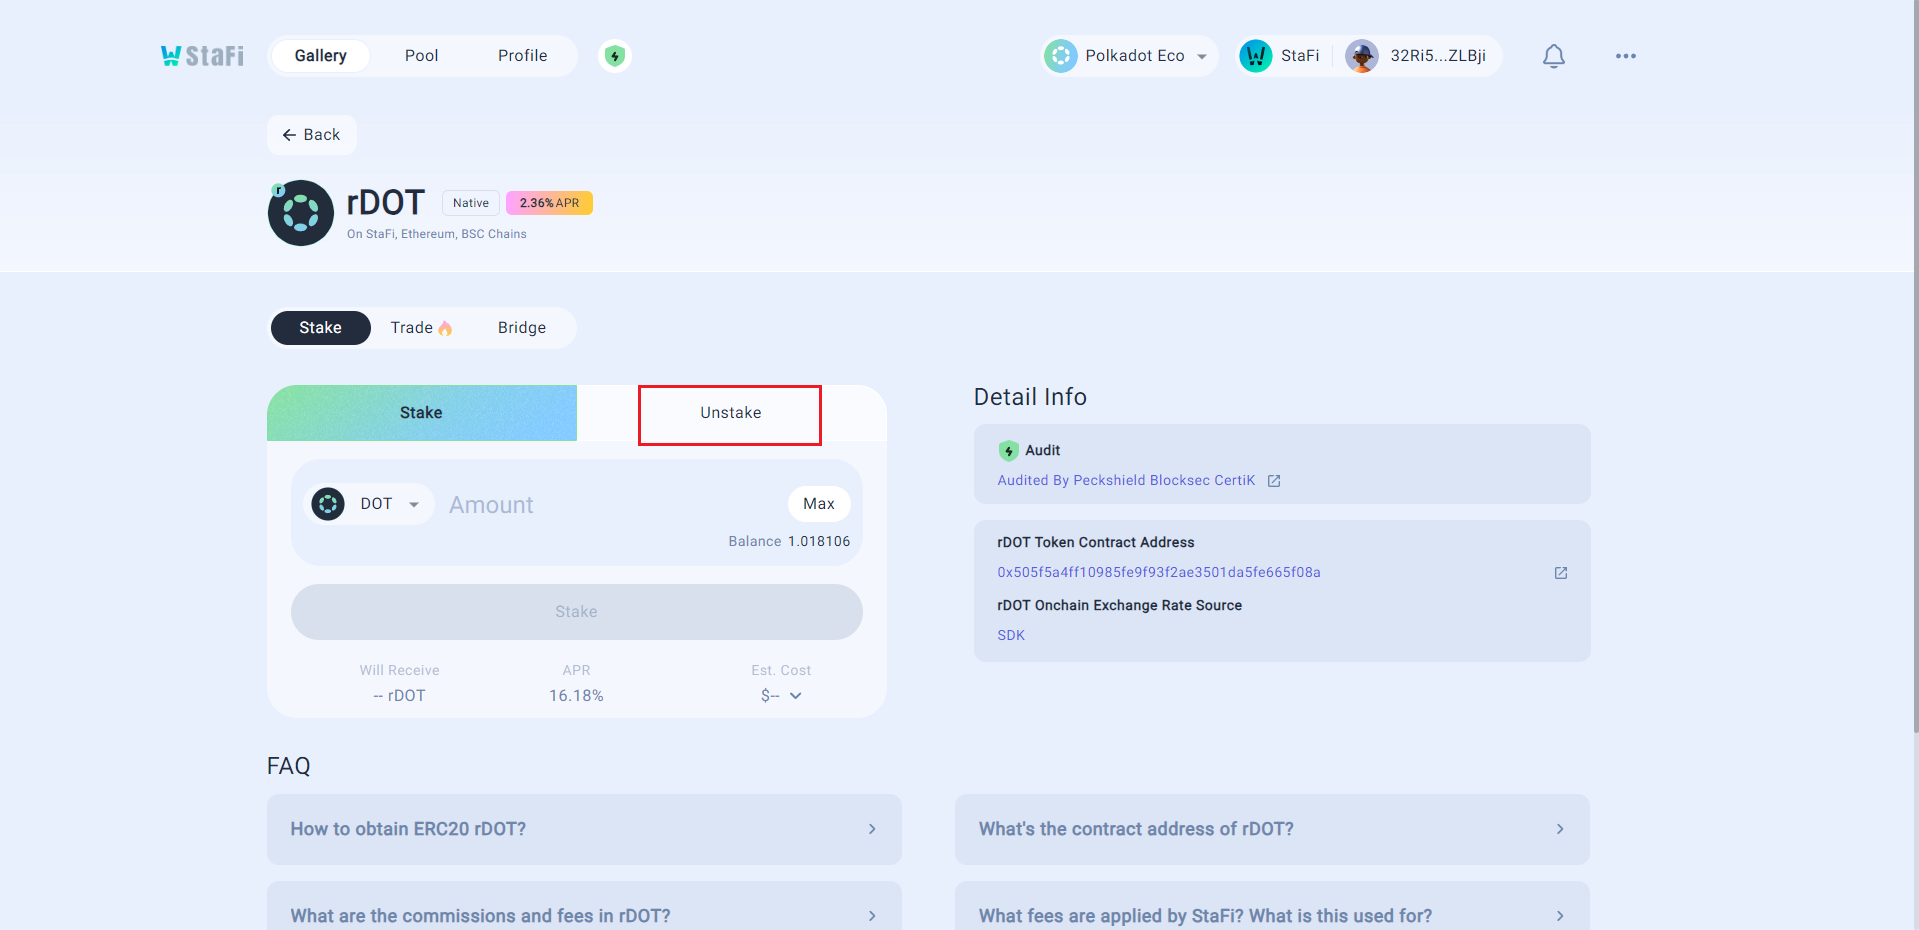 StaFi
Gallery
Pool
Profile
Polkadot Eco
StaFi
32Ri5...ZLBji
Back
r
rDOT
Native
2.36% APR
On StaFi, Ethereum, BSC Chains
Stake
Trade
Bridge
Stake
Unstake
DOT
Amount
Max
Balance 1.018106
Stake
Will Receive
APR
Est. Cost
-- rDOT
16.18%
$--
Detail Info
Audit
Audited By Peckshield Blocksec CertiK
rDOT Token Contract Address
0x505f5a4ff10985fe9f93f2ae3501da5fe665f08a
rDOT Onchain Exchange Rate Source
SDK
FAQ
How to obtain ERC20 rDOT?
What's the contract address of rDOT?
What are the commissions and fees in rDOT?
What fees are applied by StaFi? What is this used for?